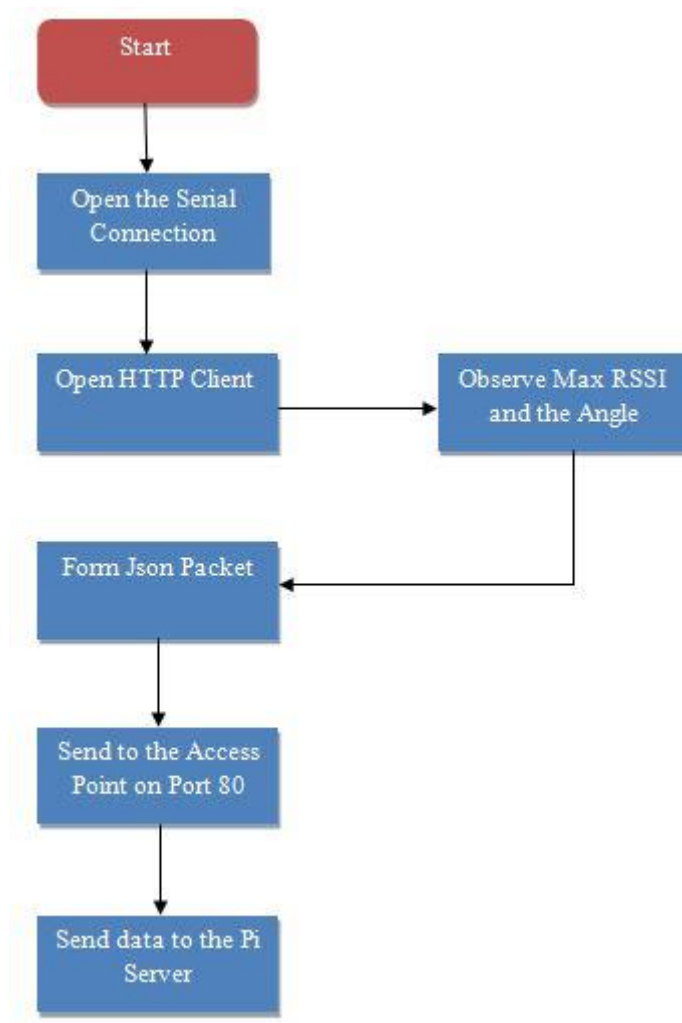 Start
Open the Serial
Connection
Open HTTP Client
Observe Max RSSI
and the Angle
Form Json Packet
Send to the Access
Point on Port 80
Send data to the Pi
Server